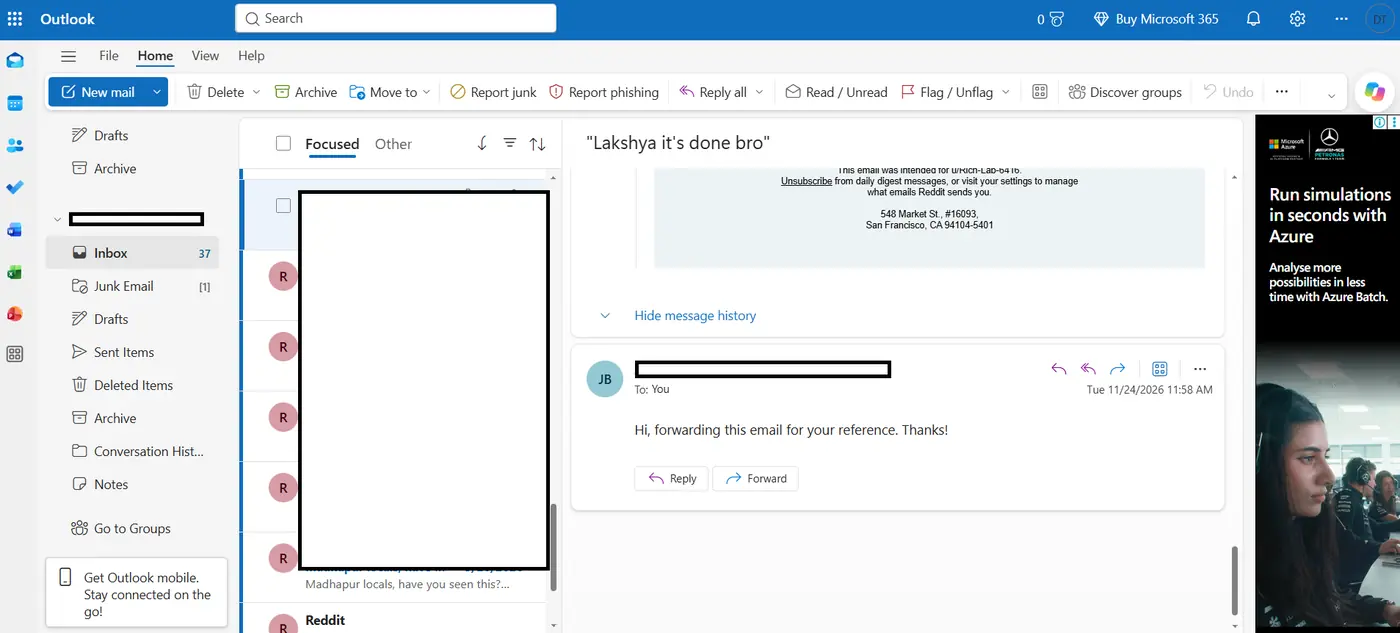 Outlook
Search
0
Buy Microsoft 365
DT
File Home View Help
New mail
Delete
Archive
Move to
Report junk
Report phishing
Reply all
Read / Unread
Flag / Unflag
Discover groups
Undo
Drafts
Archive
Inbox 37
Junk Email [1]
Drafts
Sent Items
Deleted Items
Archive
Conversation Hist...
Notes
Go to Groups
Get Outlook mobile.
Stay connected on the
go!
Focused Other
R
R
R
R
R
Madhapur locals, have you seen this?...
R
Reddit
"Lakshya it's done bro"
This email was intended for u/Rich-Lab-6416.
Unsubscribe from daily digest messages, or visit your settings to manage
what emails Reddit sends you.
548 Market St., #16093,
San Francisco, CA 94104-5401
Hide message history
JB
To: You
Tue 11/24/2026 11:58 AM
Hi, forwarding this email for your reference. Thanks!
Reply
Forward
Microsoft
Azure
PETRONAS
Run simulations
in seconds with
Azure
Analyse more
possibilities in less
time with Azure Batch.